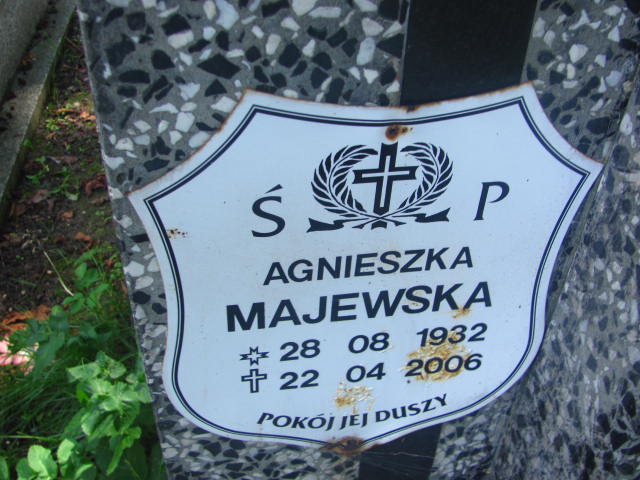 Ś P
AGNIESZKA
MAJEWSKA
28 08 1932
22 04 2006
POKÓJ JEJ DUSZY